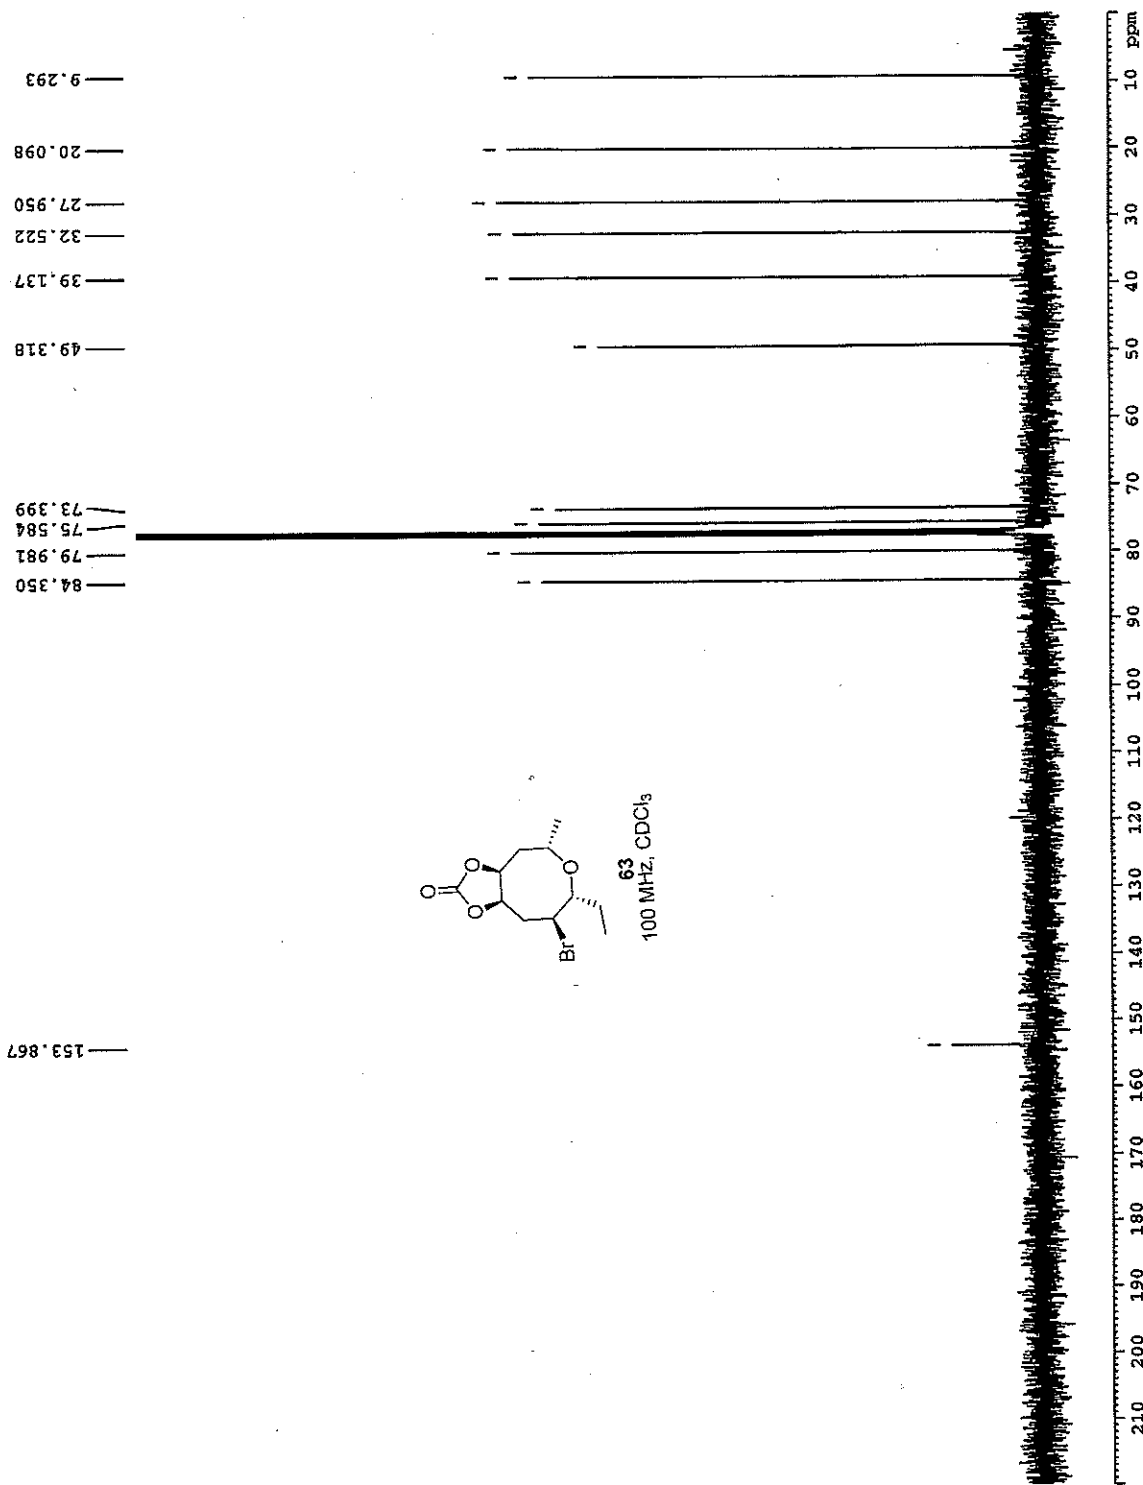 9.293
20.098
27.950
32.522
39.137
49.318
73.399
75.584
79.981
84.350
153.867
O
O
O
O
Br
63
100 MHz, CDCl₃
210 200 190 180 170 160 150 140 130 120 110 100 90 80 70 60 50 40 30 20 10 ppm